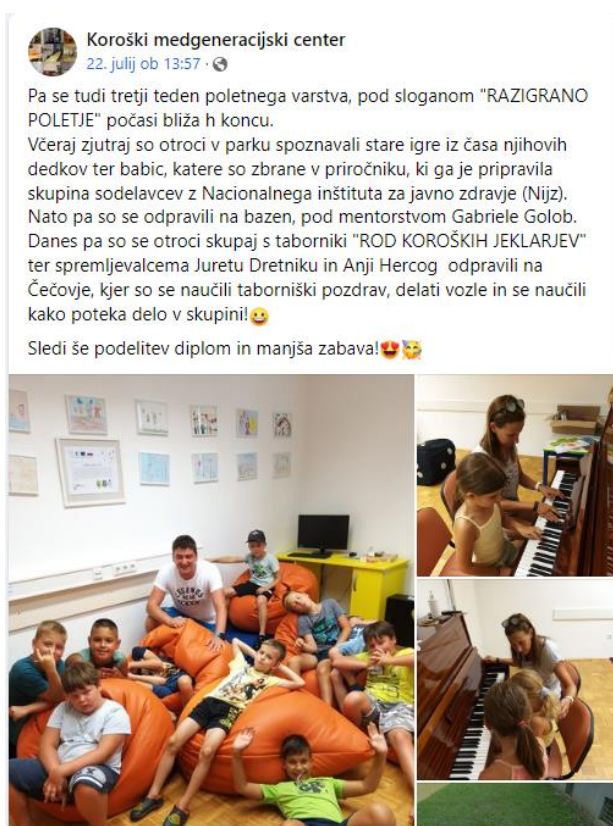 Koroški medgeneracijski center
22. julij ob 13:57 ·
Pa se tudi tretji teden poletnega varstva, pod sloganom "RAZIGRANO
POLETJE" počasi bliža h koncu.
Včeraj zjutraj so otroci v parku spoznavali stare igre iz časa njihovih
dedkov ter babic, katere so zbrane v priročniku, ki ga je pripravila
skupina sodelavcev z Nacionalnega inštituta za javno zdravje (Nijz).
Nato pa so se odpravili na bazen, pod mentorstvom Gabriele Golob.
Danes pa so se otroci skupaj s taborniki "ROD KOROŠKIH JEKLARJEV"
ter spremljevalcema Juretu Dretniku in Anji Hercog odpravili na
Čečovje, kjer so se naučili taborniški pozdrav, delati vozle in se naučili
kako poteka delo v skupini!😀
Sledi še podelitev diplom in manjša zabava!😍🥳